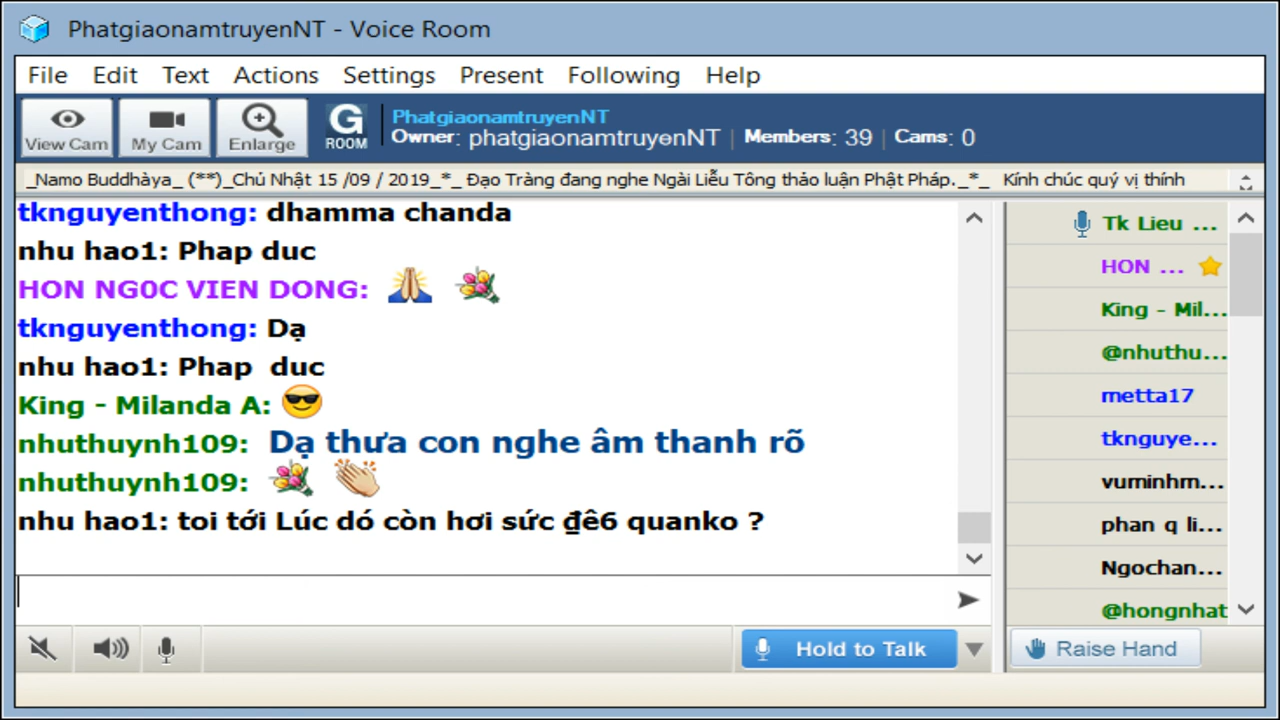 PhatgiaonamtruyenNT - Voice Room
File Edit Text Actions Settings Present Following Help
View Cam My Cam Enlarge
G ROOM
PhatgiaonamtruyenNT
Owner: phatgiaonamtruyenNT | Members: 39 | Cams: 0
_Namo Buddhàya_ (**)_Chủ Nhật 15 /09 / 2019_*_ Đạo Tràng đang nghe Ngài Liễu Tông thảo luận Phật Pháp._*_ Kính chúc quý vị thính
tknguyenthong: dhamma chanda
nhu hao1: Phap duc
HON NG0C VIEN DONG:
tknguyenthong: Dạ
nhu hao1: Phap duc
King - Milanda A:
nhuthuynh109: Dạ thưa con nghe âm thanh rõ
nhuthuynh109:
nhu hao1: toi tới Lúc dó còn hơi sức ₫ê6 quanko ?
Tk Lieu ...
HON ...
King - Mil...
@nhuthu...
metta17
tknguye...
vuminhm...
phan q li...
Ngochan...
@hongnhat
Hold to Talk
Raise Hand